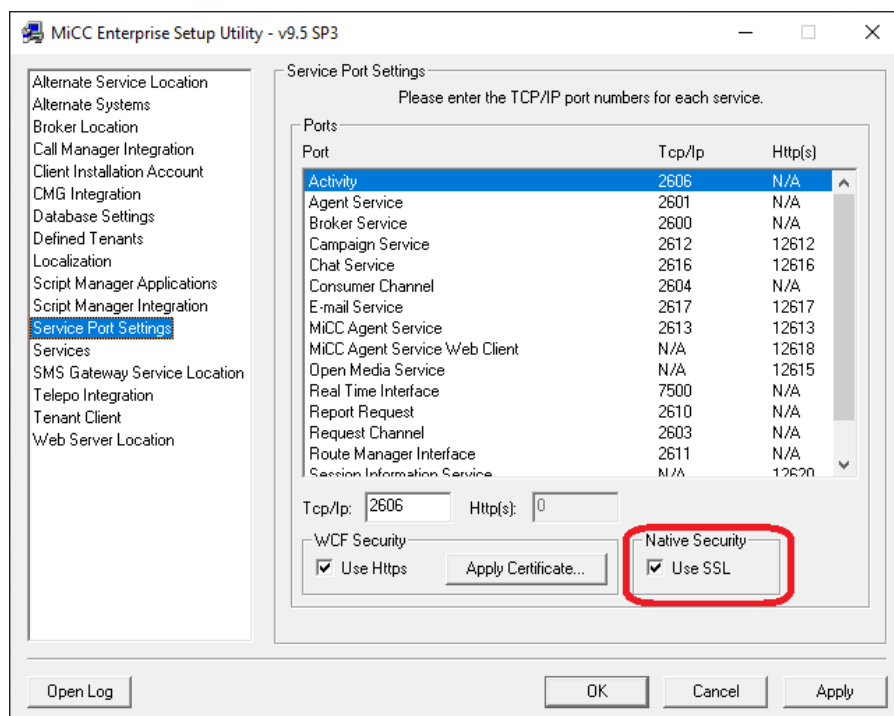 MiCC Enterprise Setup Utility - v9.5 SP3
Alternate Service Location
Alternate Systems
Broker Location
Call Manager Integration
Client Installation Account
CMG Integration
Database Settings
Defined Tenants
Localization
Script Manager Applications
Script Manager Integration
Service Port Settings
Services
SMS Gateway Service Location
Telepo Integration
Tenant Client
Web Server Location
Service Port Settings
Please enter the TCP/IP port numbers for each service.
Ports
Port Tcp/Ip Http(s)
Activity 2606 N/A
Agent Service 2601 N/A
Broker Service 2600 N/A
Campaign Service 2612 12612
Chat Service 2616 12616
Consumer Channel 2604 N/A
E-mail Service 2617 12617
MiCC Agent Service 2613 12613
MiCC Agent Service Web Client N/A 12618
Open Media Service N/A 12615
Real Time Interface 7500 N/A
Report Request 2610 N/A
Request Channel 2603 N/A
Route Manager Interface 2611 N/A
Session Information Service N/A 12620
Tcp/Ip: 2606 Http(s): 0
WCF Security
Use Https Apply Certificate...
Native Security
Use SSL
Open Log OK Cancel Apply